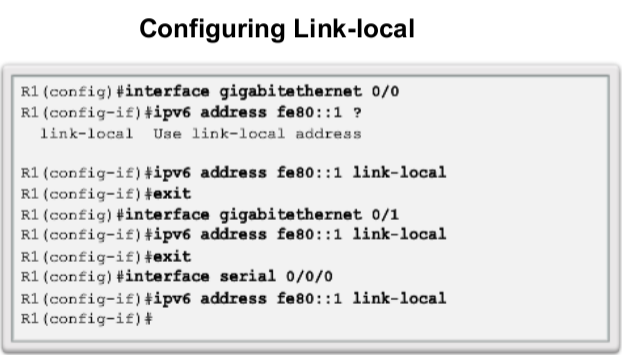 Configuring Link-local
R1(config)#interface gigabitethernet 0/0
R1(config-if)#ipv6 address fe80::1 ?
link-local  Use link-local address
R1(config-if)#ipv6 address fe80::1 link-local
R1(config-if)#exit
R1(config)#interface gigabitethernet 0/1
R1(config-if)#ipv6 address fe80::1 link-local
R1(config-if)#exit
R1(config)#interface serial 0/0/0
R1(config-if)#ipv6 address fe80::1 link-local
R1(config-if)#